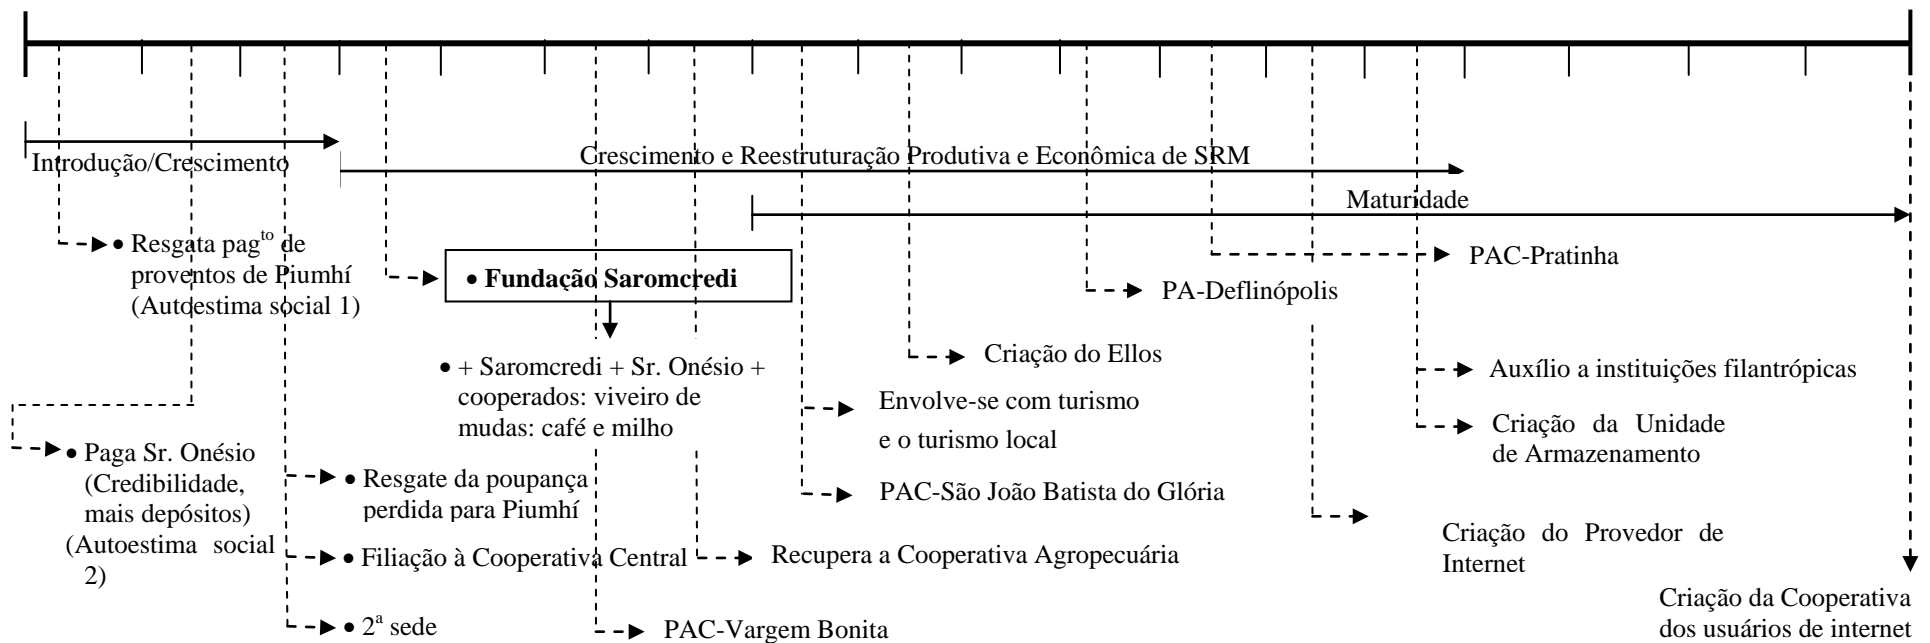 Introdução/Crescimento
Crescimento e Reestruturação Produtiva e Econômica de SRM
Maturidade
• Resgata pagto de
proventos de Piumhí
(Autoestima social 1)
• Fundação Saromcredi
PAC-Pratinha
PA-Deflinópolis
• + Saromcredi + Sr. Onésio +
cooperados: viveiro de
mudas: café e milho
Criação do Ellos
Auxílio a instituições filantrópicas
Envolve-se com turismo
e o turismo local
Criação da Unidade
de Armazenamento
• Paga Sr. Onésio
(Credibilidade,
mais depósitos)
(Autoestima social
2)
• Resgate da poupança
perdida para Piumhí
PAC-São João Batista do Glória
• Filiação à Cooperativa Central
Recupera a Cooperativa Agropecuária
Criação do Provedor de
Internet
• 2ª sede
PAC-Vargem Bonita
Criação da Cooperativa
dos usuários de internet